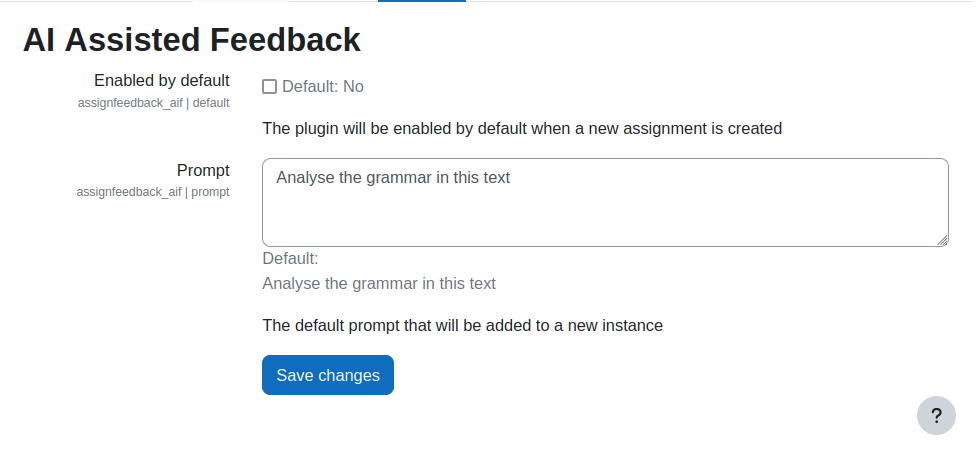 AI Assisted Feedback
Enabled by default
assignfeedback_aif | default
Default: No
The plugin will be enabled by default when a new assignment is created
Prompt
assignfeedback_aif | prompt
Analyse the grammar in this text
Default:
Analyse the grammar in this text
The default prompt that will be added to a new instance
Save changes
?